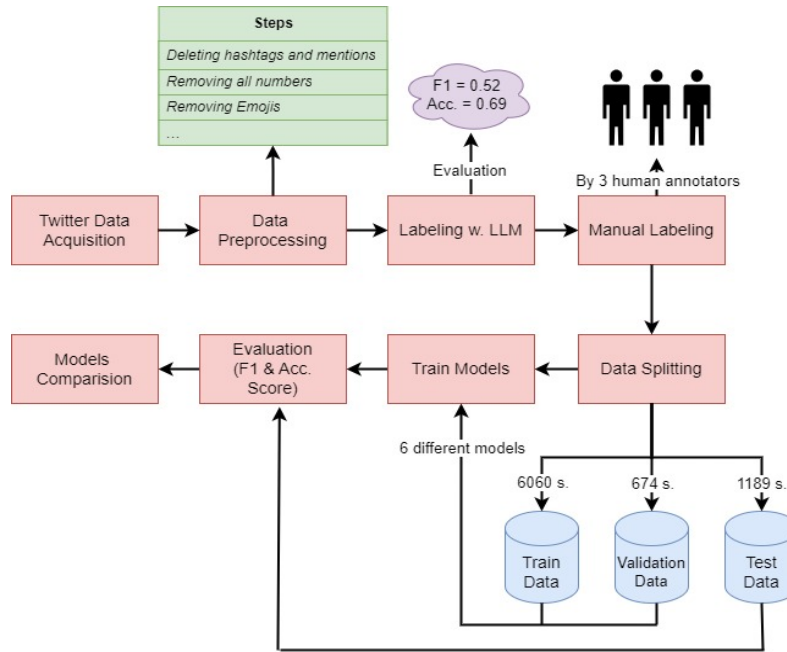 Steps
Deleting hashtags and mentions
Removing all numbers
Removing Emojis
...
F1 = 0.52
Acc. = 0.69
Evaluation
By 3 human annotators
Twitter Data
Acquisition
Data
Preprocessing
Labeling w. LLM
Manual Labeling
Models
Comparision
Evaluation
(F1 & Acc.
Score)
Train Models
Data Splitting
6 different models
6060 s.
674 s.
1189 s.
Train
Data
Validation
Data
Test
Data